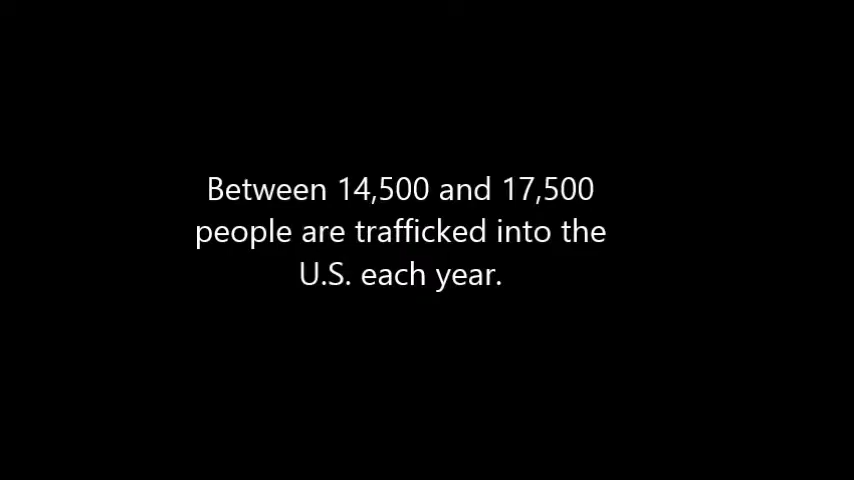 Between 14,500 and 17,500
people are trafficked into the
U.S. each year.